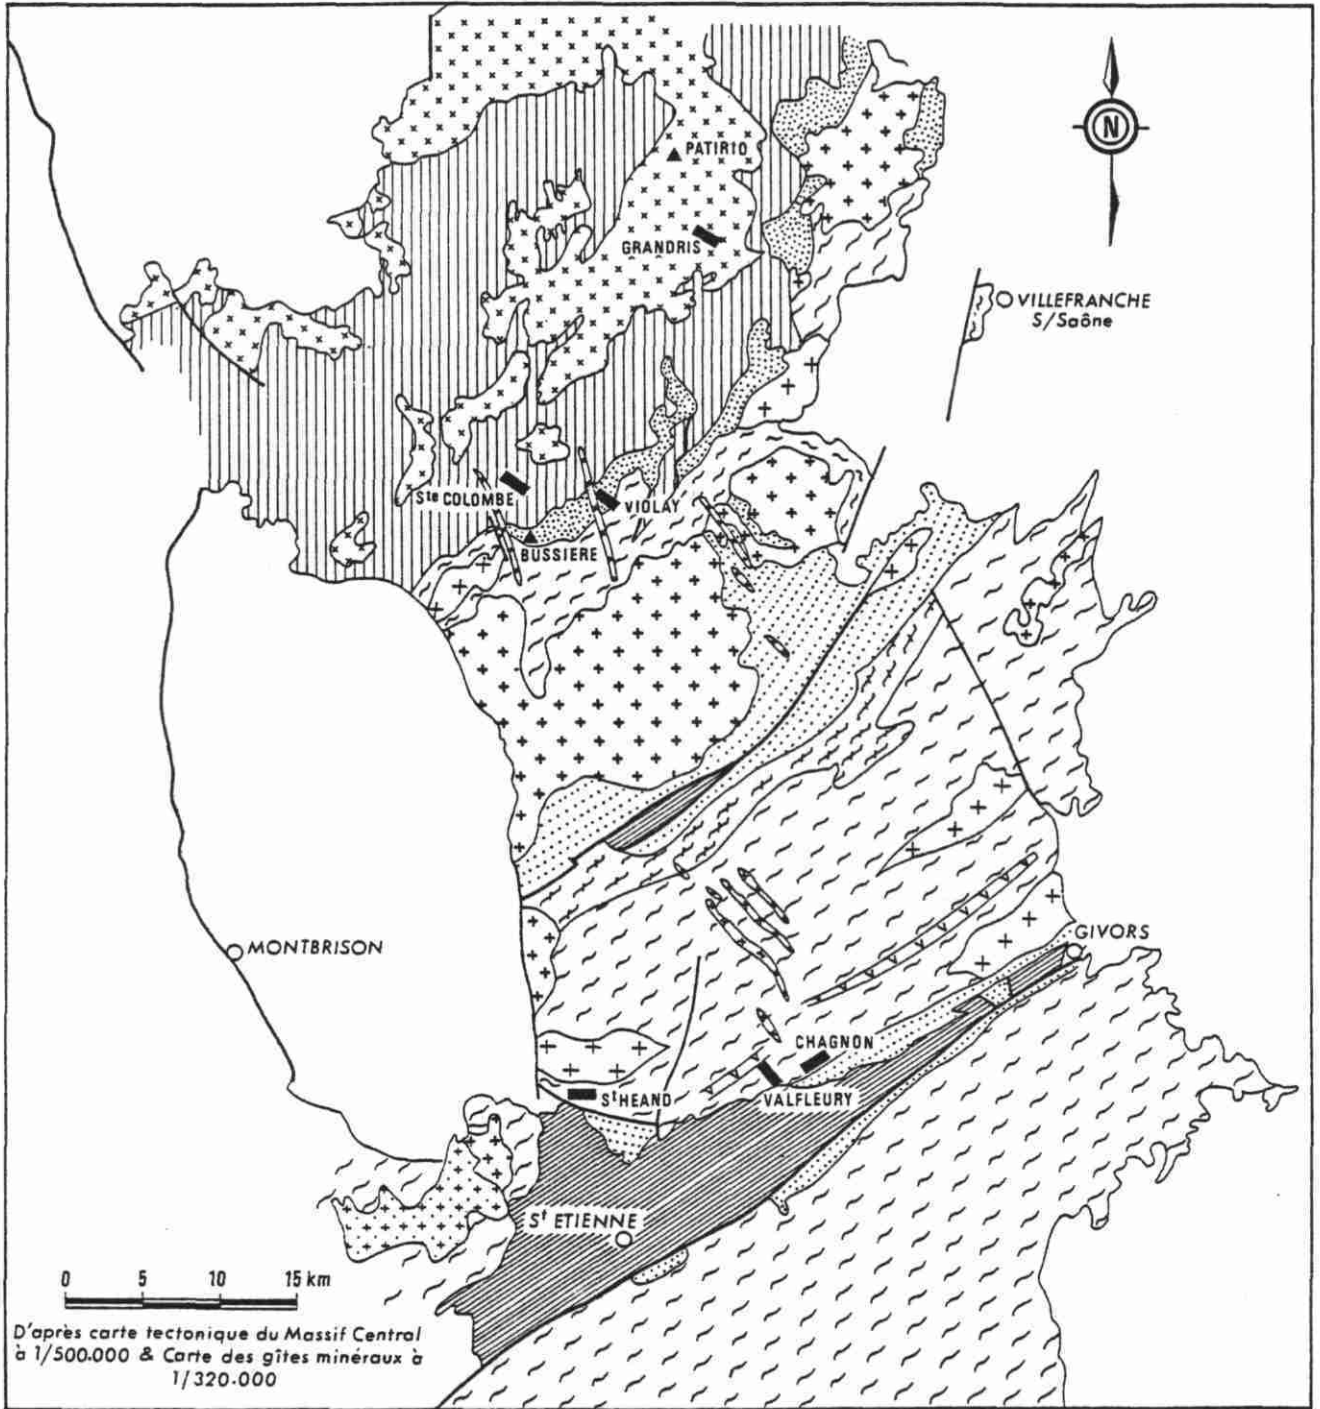 PATIRIO
N
GRANDRIS
VILLEFRANCHE
S/Saône
Ste COLOMBE
VIOLAY
BUSSIERE
MONTBRISON
GIVORS
CHAGNON
St HEAND
VALFLEURY
St ETIENNE
0 5 10 15 km
D'après carte tectonique du Massif Central
à 1/500.000 & Carte des gîtes minéraux à
1/320.000